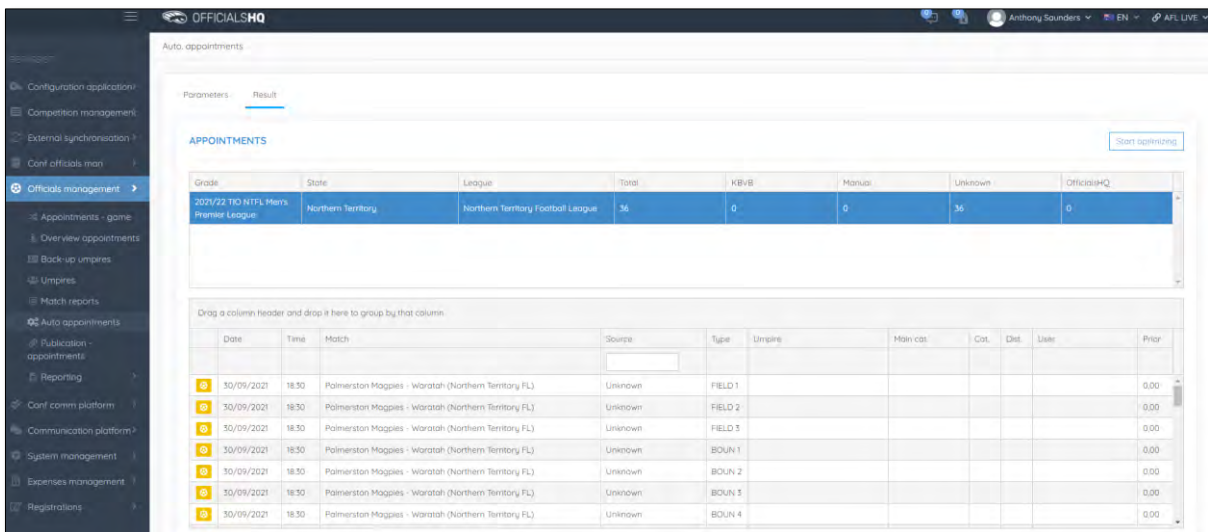 OFFICIALSHQ
Anthony Saunders
EN
AFL LIVE
Auto. appointments
Configuration application
Competition management
External synchronisation
Conf officials man
Officials management
Appointments - game
Overview appointments
Back-up umpires
Umpires
Match reports
Auto appointments
Publication -
appointments
Reporting
Conf comm platform
Communication platform
System management
Expenses management
Registrations
Parameters Result
APPOINTMENTS Start optimizing
Grade State League Total KBVB Manual Unknown OfficialsHQ
2021/22 TIO NTFL Men's
Premier League Northern Territory Northern Territory Football League 36 0 0 36 0
Drag a column header and drop it here to group by that column
Date Time Match Source Type Umpire Main cat. Cat. Dist. User Prior
30/09/2021 18:30 Palmerston Magpies - Waratah (Northern Territory FL) Unknown FIELD 1 0,00
30/09/2021 18:30 Palmerston Magpies - Waratah (Northern Territory FL) Unknown FIELD 2 0,00
30/09/2021 18:30 Palmerston Magpies - Waratah (Northern Territory FL) Unknown FIELD 3 0,00
30/09/2021 18:30 Palmerston Magpies - Waratah (Northern Territory FL) Unknown BOUN 1 0,00
30/09/2021 18:30 Palmerston Magpies - Waratah (Northern Territory FL) Unknown BOUN 2 0,00
30/09/2021 18:30 Palmerston Magpies - Waratah (Northern Territory FL) Unknown BOUN 3 0,00
30/09/2021 18:30 Palmerston Magpies - Waratah (Northern Territory FL) Unknown BOUN 4 0,00